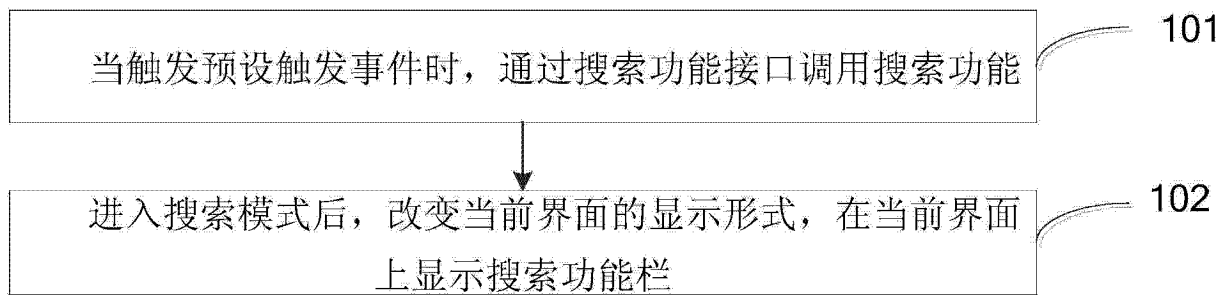 当触发预设触发事件时，通过搜索功能接口调用搜索功能
101
进入搜索模式后，改变当前界面的显示形式，在当前界面
上显示搜索功能栏
102